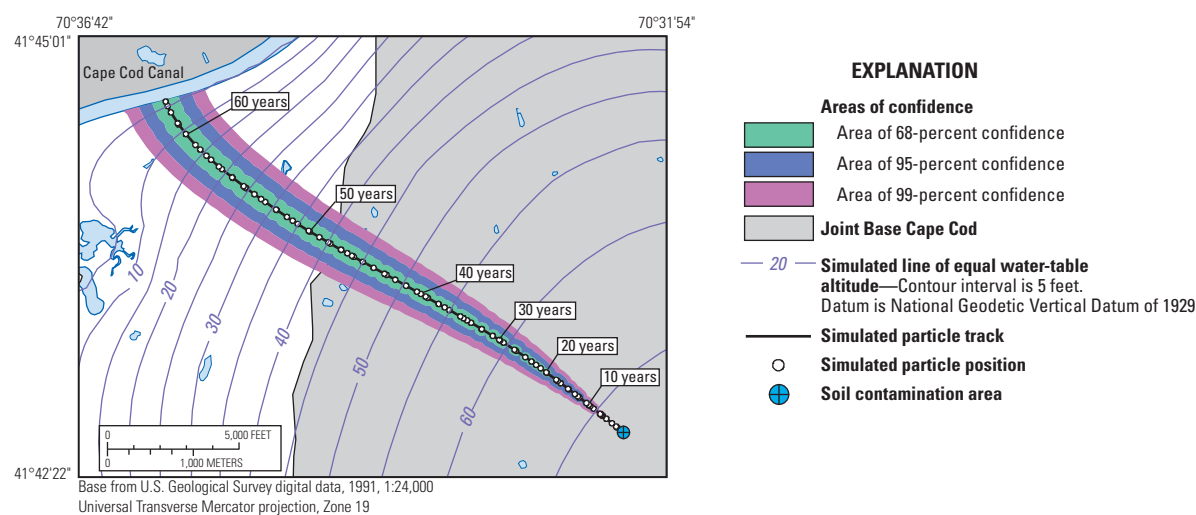 70°36'42"
70°31'54"
41°45'01"
Cape Cod Canal
60 years
50 years
40 years
30 years
20 years
10 years
10
20
30
40
50
60
0
5,000 FEET
0
1,000 METERS
41°42'22"
Base from U.S. Geological Survey digital data, 1991, 1:24,000
Universal Transverse Mercator projection, Zone 19
EXPLANATION
Areas of confidence
Area of 68-percent confidence
Area of 95-percent confidence
Area of 99-percent confidence
Joint Base Cape Cod
20
Simulated line of equal water-table
altitude—Contour interval is 5 feet.
Datum is National Geodetic Vertical Datum of 1929
Simulated particle track
Simulated particle position
Soil contamination area